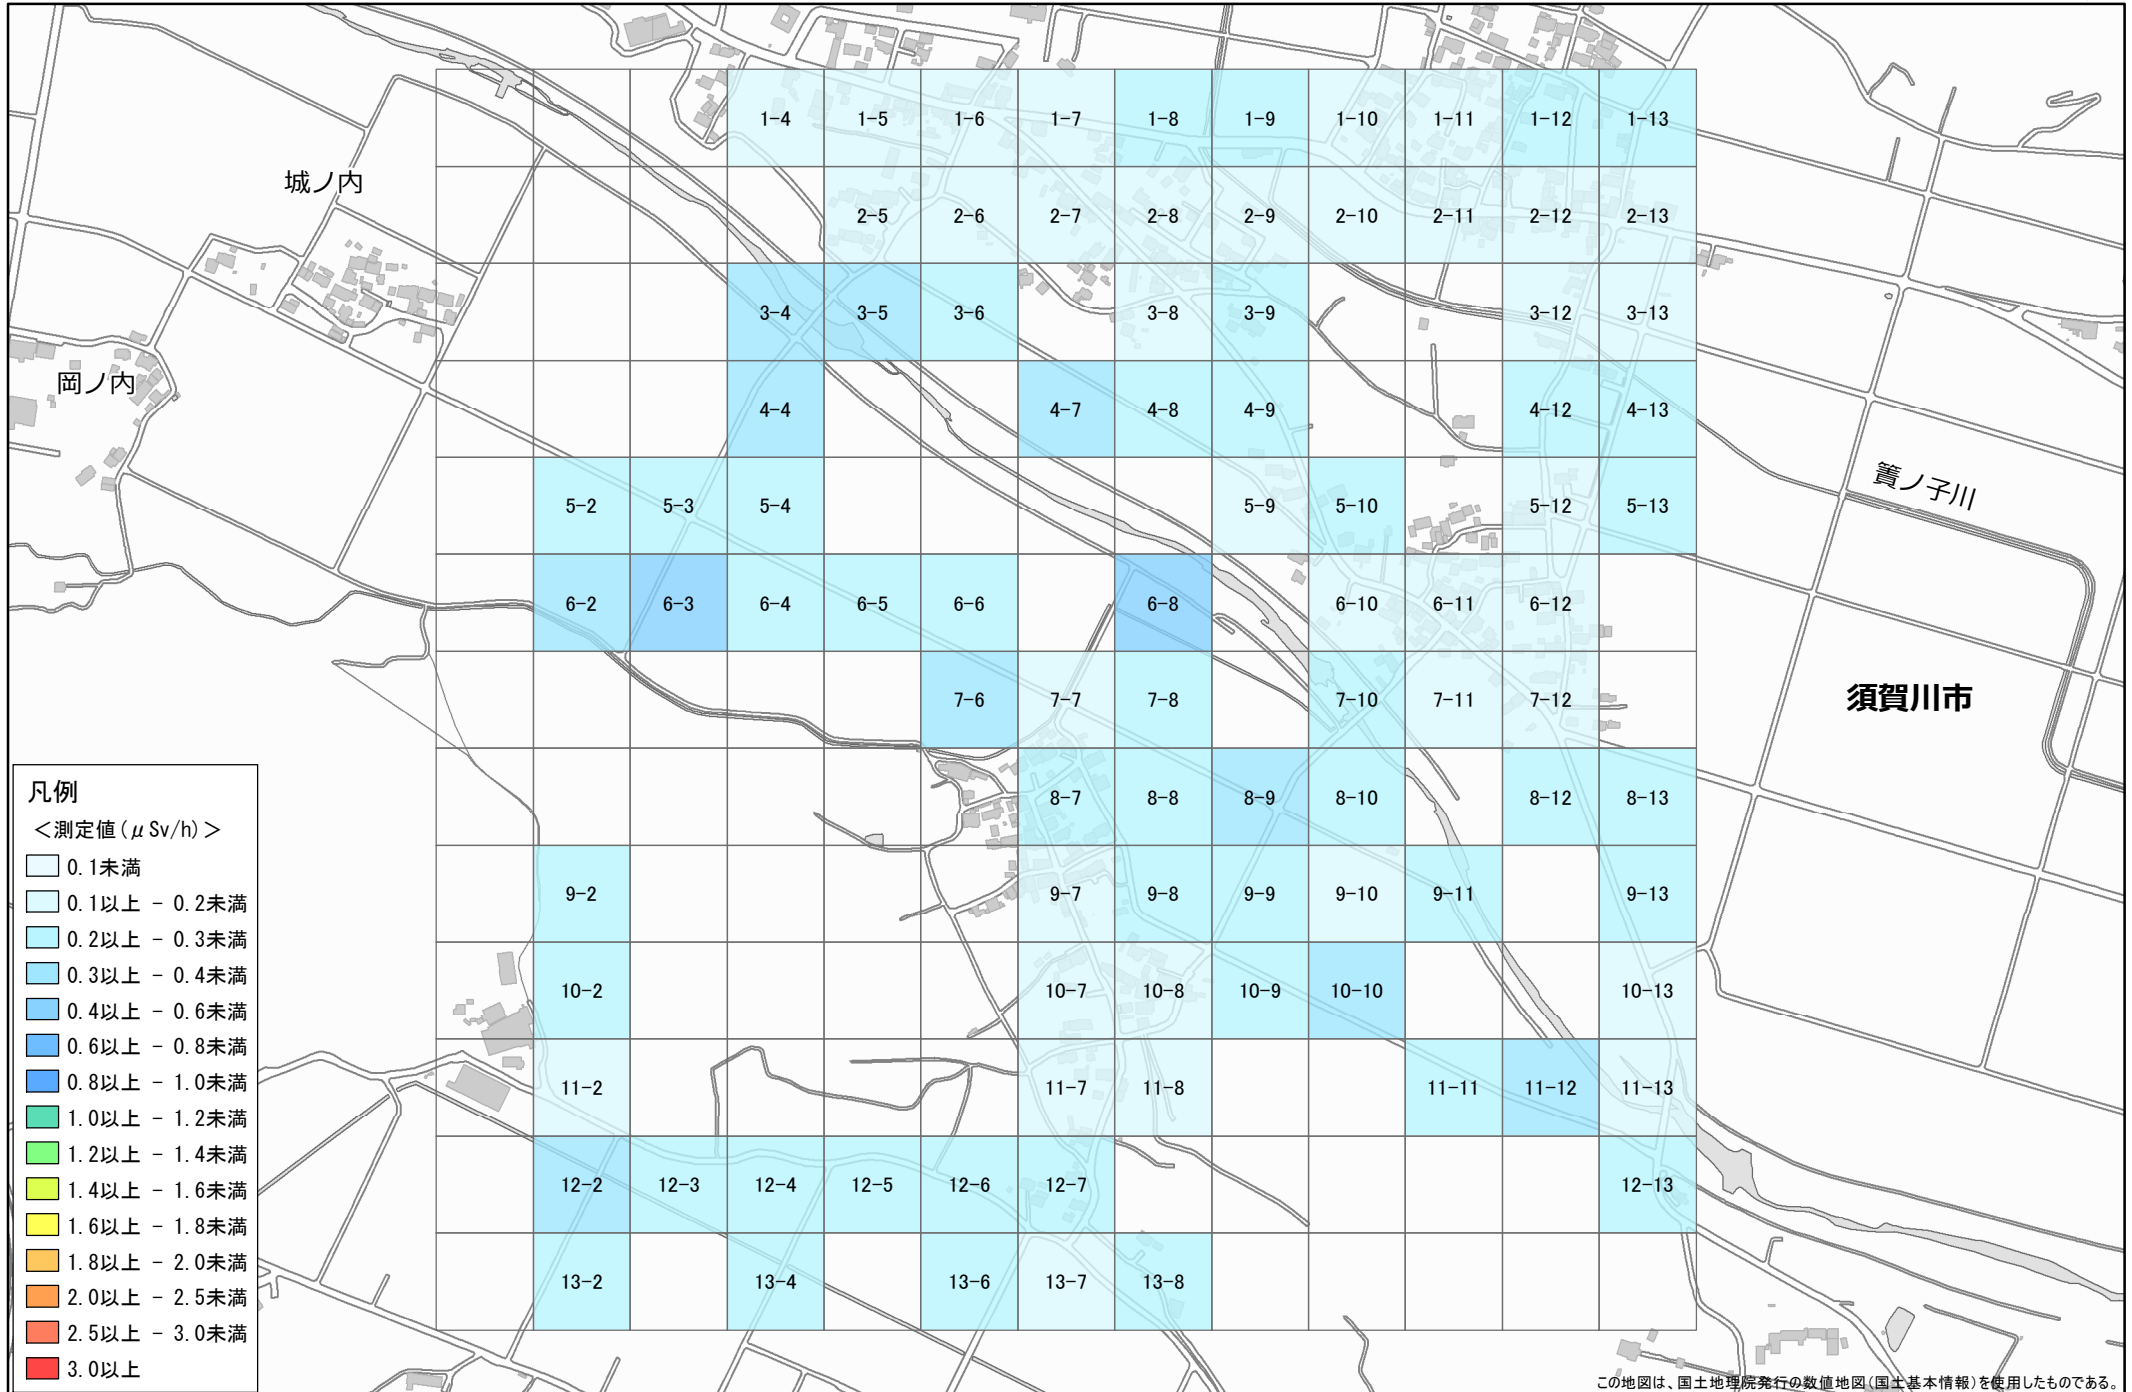 1-4 1-5 1-6 1-7 1-8 1-9 1-10 1-11 1-12 1-13
城ノ内
2-5 2-6 2-7 2-8 2-9 2-10 2-11 2-12 2-13
3-4 3-5 3-6 3-8 3-9 3-12 3-13
岡ノ内
4-4 4-7 4-8 4-9 4-12 4-13
簀ノ子川
5-2 5-3 5-4 5-9 5-10 5-12 5-13
6-2 6-3 6-4 6-5 6-6 6-8 6-10 6-11 6-12
須賀川市
7-6 7-7 7-8 7-10 7-11 7-12
8-7 8-8 8-9 8-10 8-12 8-13
9-2 9-7 9-8 9-9 9-10 9-11 9-13
10-2 10-7 10-8 10-9 10-10 10-13
11-2 11-7 11-8 11-11 11-12 11-13
12-2 12-3 12-4 12-5 12-6 12-7 12-13
13-2 13-4 13-6 13-7 13-8
凡例
＜測定値(μSv/h)＞
0.1未満
0.1以上 - 0.2未満
0.2以上 - 0.3未満
0.3以上 - 0.4未満
0.4以上 - 0.6未満
0.6以上 - 0.8未満
0.8以上 - 1.0未満
1.0以上 - 1.2未満
1.2以上 - 1.4未満
1.4以上 - 1.6未満
1.6以上 - 1.8未満
1.8以上 - 2.0未満
2.0以上 - 2.5未満
2.5以上 - 3.0未満
3.0以上
この地図は、国土地理院発行の数値地図(国土基本情報)を使用したものである。